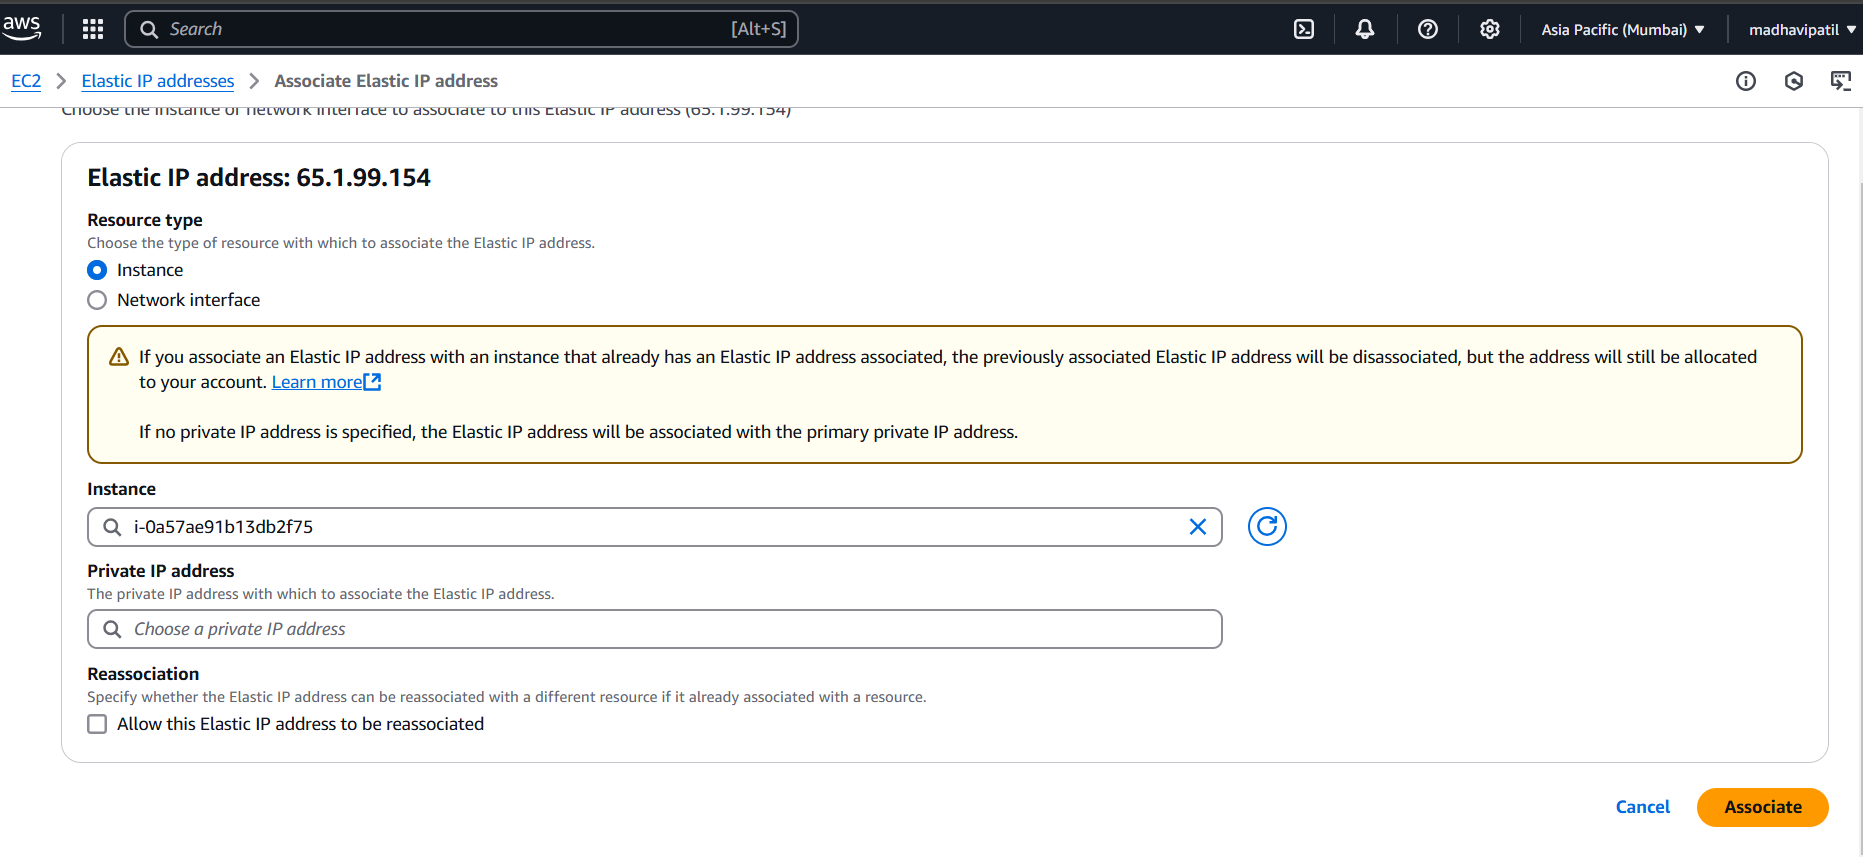 aws
Search [Alt+S]
Asia Pacific (Mumbai) madhavipatil
EC2 Elastic IP addresses Associate Elastic IP address
Choose the instance or network interface to associate to this Elastic IP address (65.1.99.154)
Elastic IP address: 65.1.99.154
Resource type
Choose the type of resource with which to associate the Elastic IP address.
Instance
Network interface
If you associate an Elastic IP address with an instance that already has an Elastic IP address associated, the previously associated Elastic IP address will be disassociated, but the address will still be allocated
to your account. Learn more
If no private IP address is specified, the Elastic IP address will be associated with the primary private IP address.
Instance
i-0a57ae91b13db2f75
Private IP address
The private IP address with which to associate the Elastic IP address.
Choose a private IP address
Reassociation
Specify whether the Elastic IP address can be reassociated with a different resource if it already associated with a resource.
Allow this Elastic IP address to be reassociated
Cancel Associate